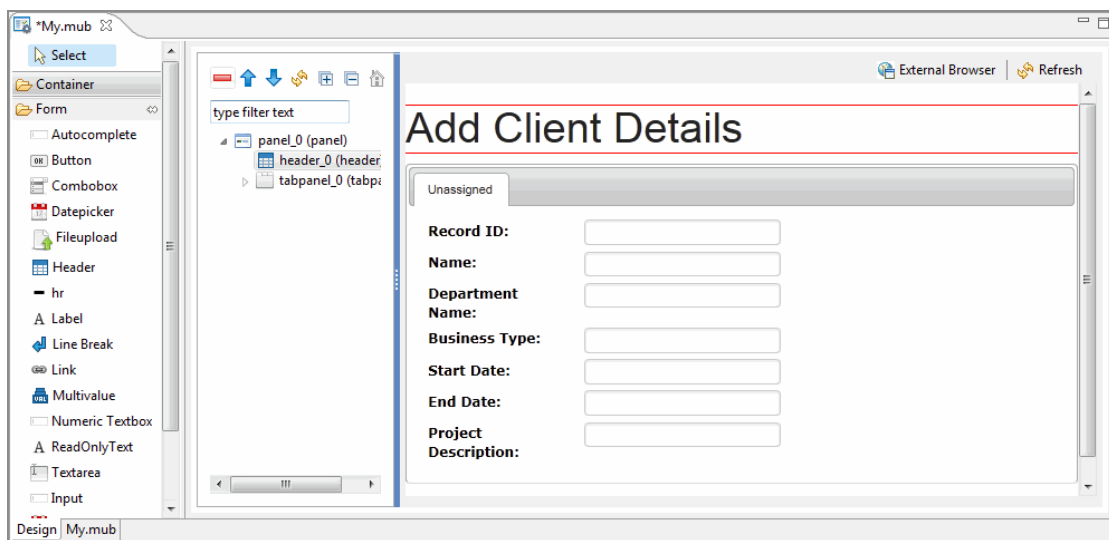 *My.mub
Select
Container
Form
Autocomplete
OK Button
Combobox
Datepicker
Fileupload
Header
hr
A Label
Line Break
Link
Multivalue
Numeric Textbox
A ReadOnlyText
Textarea
Input
type filter text
panel_0 (panel)
header_0 (header
tabpanel_0 (tabpa
External Browser
Refresh
Add Client Details
Unassigned
Record ID:
Name:
Department
Name:
Business Type:
Start Date:
End Date:
Project
Description:
Design
My.mub